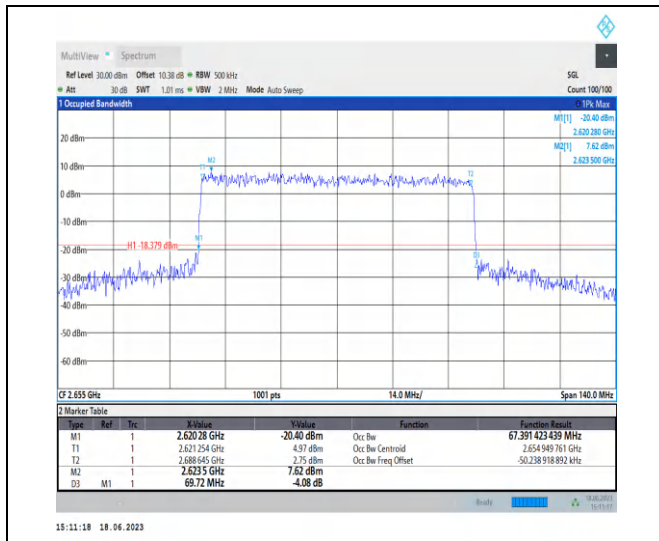 MultiView Spectrum
Ref Level 30.00 dBm Offset 10.38 dB RBW 500 kHz SGL
Att 30 dB SWT 1.01 ms VBW 2 MHz Mode Auto Sweep Count 100/100
1 Occupied Bandwidth 1Pk Max
M1[1] -20.40 dBm
2.620 280 GHz
20 dBm
M2[1] 7.62 dBm
2.623 500 GHz
M2
10 dBm
T1 T2
0 dBm
-10 dBm
M1
H1 -18.379 dBm
-20 dBm
D3
-30 dBm
-40 dBm
-50 dBm
-60 dBm
CF 2.655 GHz 1001 pts 14.0 MHz/ Span 140.0 MHz
2 Marker Table
Type Ref Trc X-Value Y-Value Function Function Result
M1 1 2.620 28 GHz -20.40 dBm Occ Bw 67.391 423 439 MHz
T1 1 2.621 254 GHz 4.97 dBm Occ Bw Centroid 2.654 949 761 GHz
T2 1 2.688 645 GHz 2.75 dBm Occ Bw Freq Offset -50.238 918 892 kHz
M2 1 2.623 5 GHz 7.62 dBm
D3 M1 1 69.72 MHz -4.08 dB
Ready 18.06.2023
15:11:17
15:11:18 18.06.2023